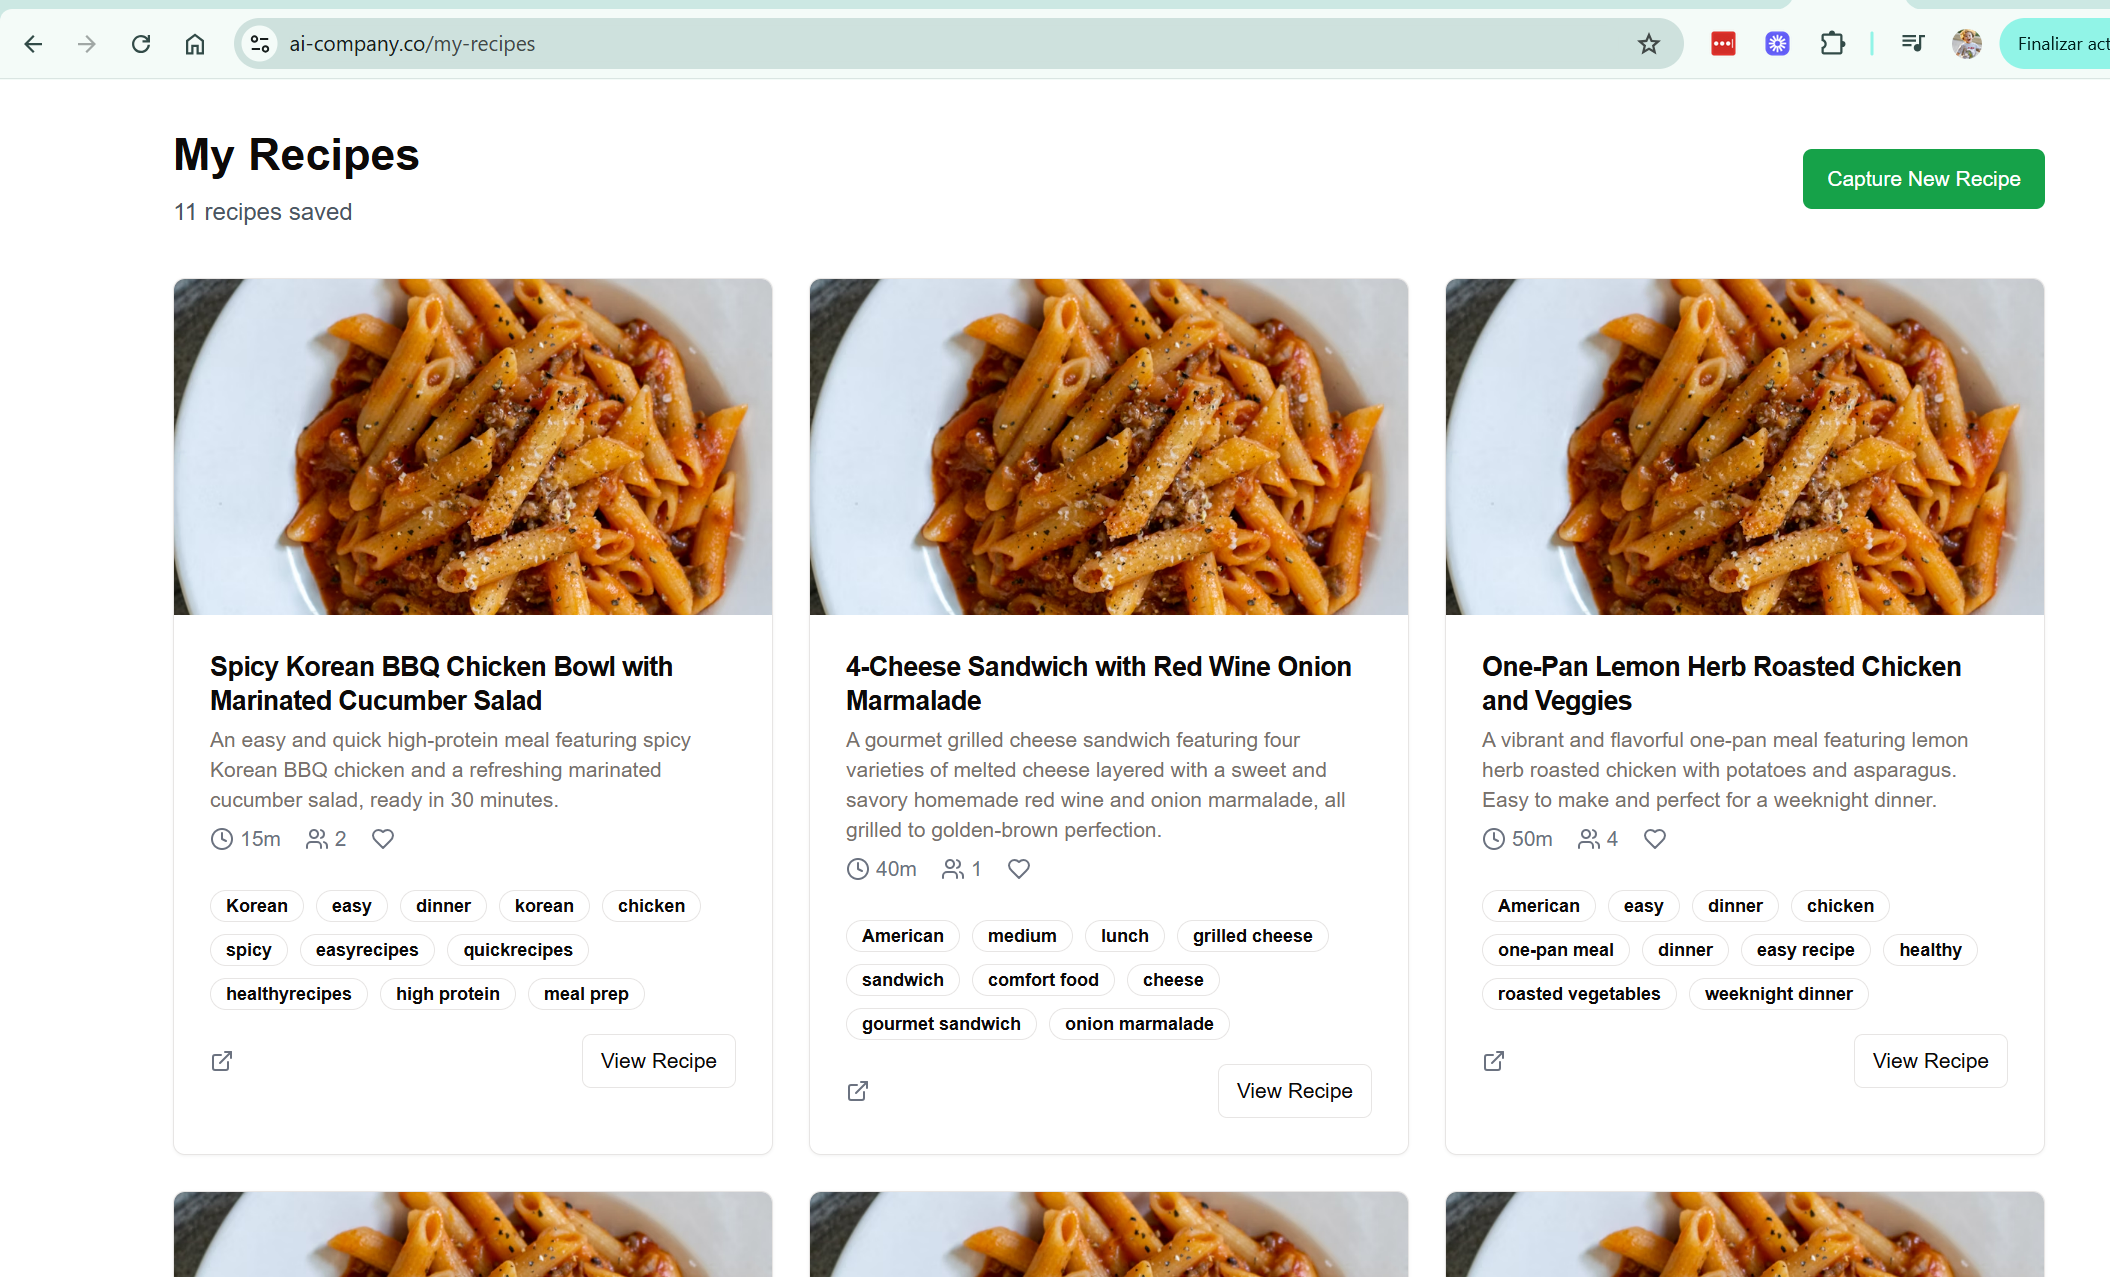 ai-company.co/my-recipes
Finalizar act
My Recipes
11 recipes saved
Capture New Recipe
Spicy Korean BBQ Chicken Bowl with
Marinated Cucumber Salad
An easy and quick high-protein meal featuring spicy
Korean BBQ chicken and a refreshing marinated
cucumber salad, ready in 30 minutes.
15m 2
Korean easy dinner korean chicken
spicy easyrecipes quickrecipes
healthyrecipes high protein meal prep
View Recipe
4-Cheese Sandwich with Red Wine Onion
Marmalade
A gourmet grilled cheese sandwich featuring four
varieties of melted cheese layered with a sweet and
savory homemade red wine and onion marmalade, all
grilled to golden-brown perfection.
40m 1
American medium lunch grilled cheese
sandwich comfort food cheese
gourmet sandwich onion marmalade
View Recipe
One-Pan Lemon Herb Roasted Chicken
and Veggies
A vibrant and flavorful one-pan meal featuring lemon
herb roasted chicken with potatoes and asparagus.
Easy to make and perfect for a weeknight dinner.
50m 4
American easy dinner chicken
one-pan meal dinner easy recipe healthy
roasted vegetables weeknight dinner
View Recipe